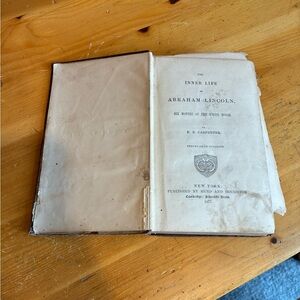 THE
INNER LIFE
OF
ABRAHAM LINCOLN.
SIX MONTHS AT THE WHITE HOUSE.
BY
F. B. CARPENTER.
NEW YORK:
PUBLISHED BY HURD AND HOUGHTON.
Cambridge: Riverside Press.